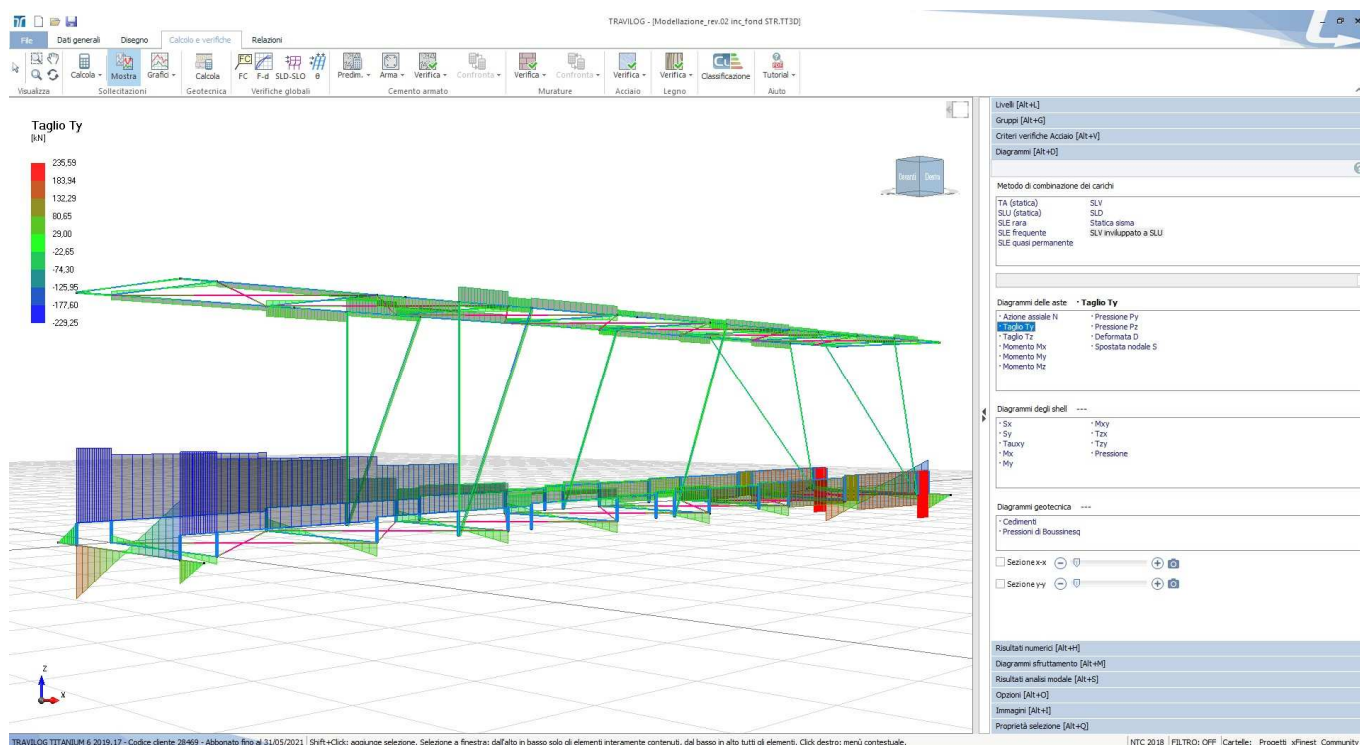 TRAVILOG - [Modellazione_rev.02 inc_fond STR.TT3D]
File Dati generali Disegno Calcolo e verifiche Relazioni
Calcola Mostra Grafici Calcola FC F-d SLD-SLO θ Predim. Arma Verifica Confronta Verifica Confronta Verifica Verifica Classificazione Tutorial
Visualizza Sollecitazioni Geotecnica Verifiche globali Cemento armato Murature Acciaio Legno Aiuto
Taglio Ty
[kN]
235,59
183,94
132,29
80,65
29,00
-22,65
-74,30
-125,95
-177,60
-229,25
Z
X
Livelli [Alt+L]
Gruppi [Alt+G]
Criteri verifiche Acciaio [Alt+V]
Diagrammi [Alt+D]
Metodo di combinazione dei carichi
TA (statica) SLV
SLU (statica) SLD
SLE rara Statica sisma
SLE frequente SLV inviluppato a SLU
SLE quasi permanente
Diagrammi delle aste · Taglio Ty
· Azione assiale N · Pressione Py
· Taglio Ty · Pressione Pz
· Taglio Tz · Deformata D
· Momento Mx · Spostata nodale S
· Momento My
· Momento Mz
Diagrammi degli shell ---
· Sx · Mxy
· Sy · Tzx
· Tauxy · Tzy
· Mx · Pressione
· My
Diagrammi geotecnica ---
· Cedimenti
· Pressioni di Boussinesq
Sezione x-x
Sezione y-y
Risultati numerici [Alt+H]
Diagrammi sfruttamento [Alt+M]
Risultati analisi modale [Alt+S]
Opzioni [Alt+O]
Immagini [Alt+I]
Proprietà selezione [Alt+Q]
TRAVILOG TITANIUM 6 2019.17 - Codice cliente 28469 - Abbonato fino al 31/05/2021 Shift+Click: aggiunge selezione. Selezione a finestra: dall'alto in basso solo gli elementi interamente contenuti, dal basso in alto tutti gli elementi. Click destro: menù contestuale. NTC 2018 FILTRO: OFF Cartelle: Progetti xFinest Community